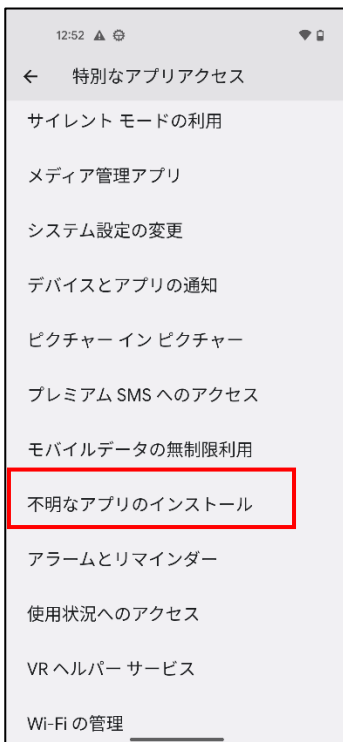 12:52
特別なアプリアクセス
サイレント モードの利用
メディア管理アプリ
システム設定の変更
デバイスとアプリの通知
ピクチャー イン ピクチャー
プレミアム SMS へのアクセス
モバイルデータの無制限利用
不明なアプリのインストール
アラームとリマインダー
使用状況へのアクセス
VR ヘルパー サービス
Wi-Fi の管理